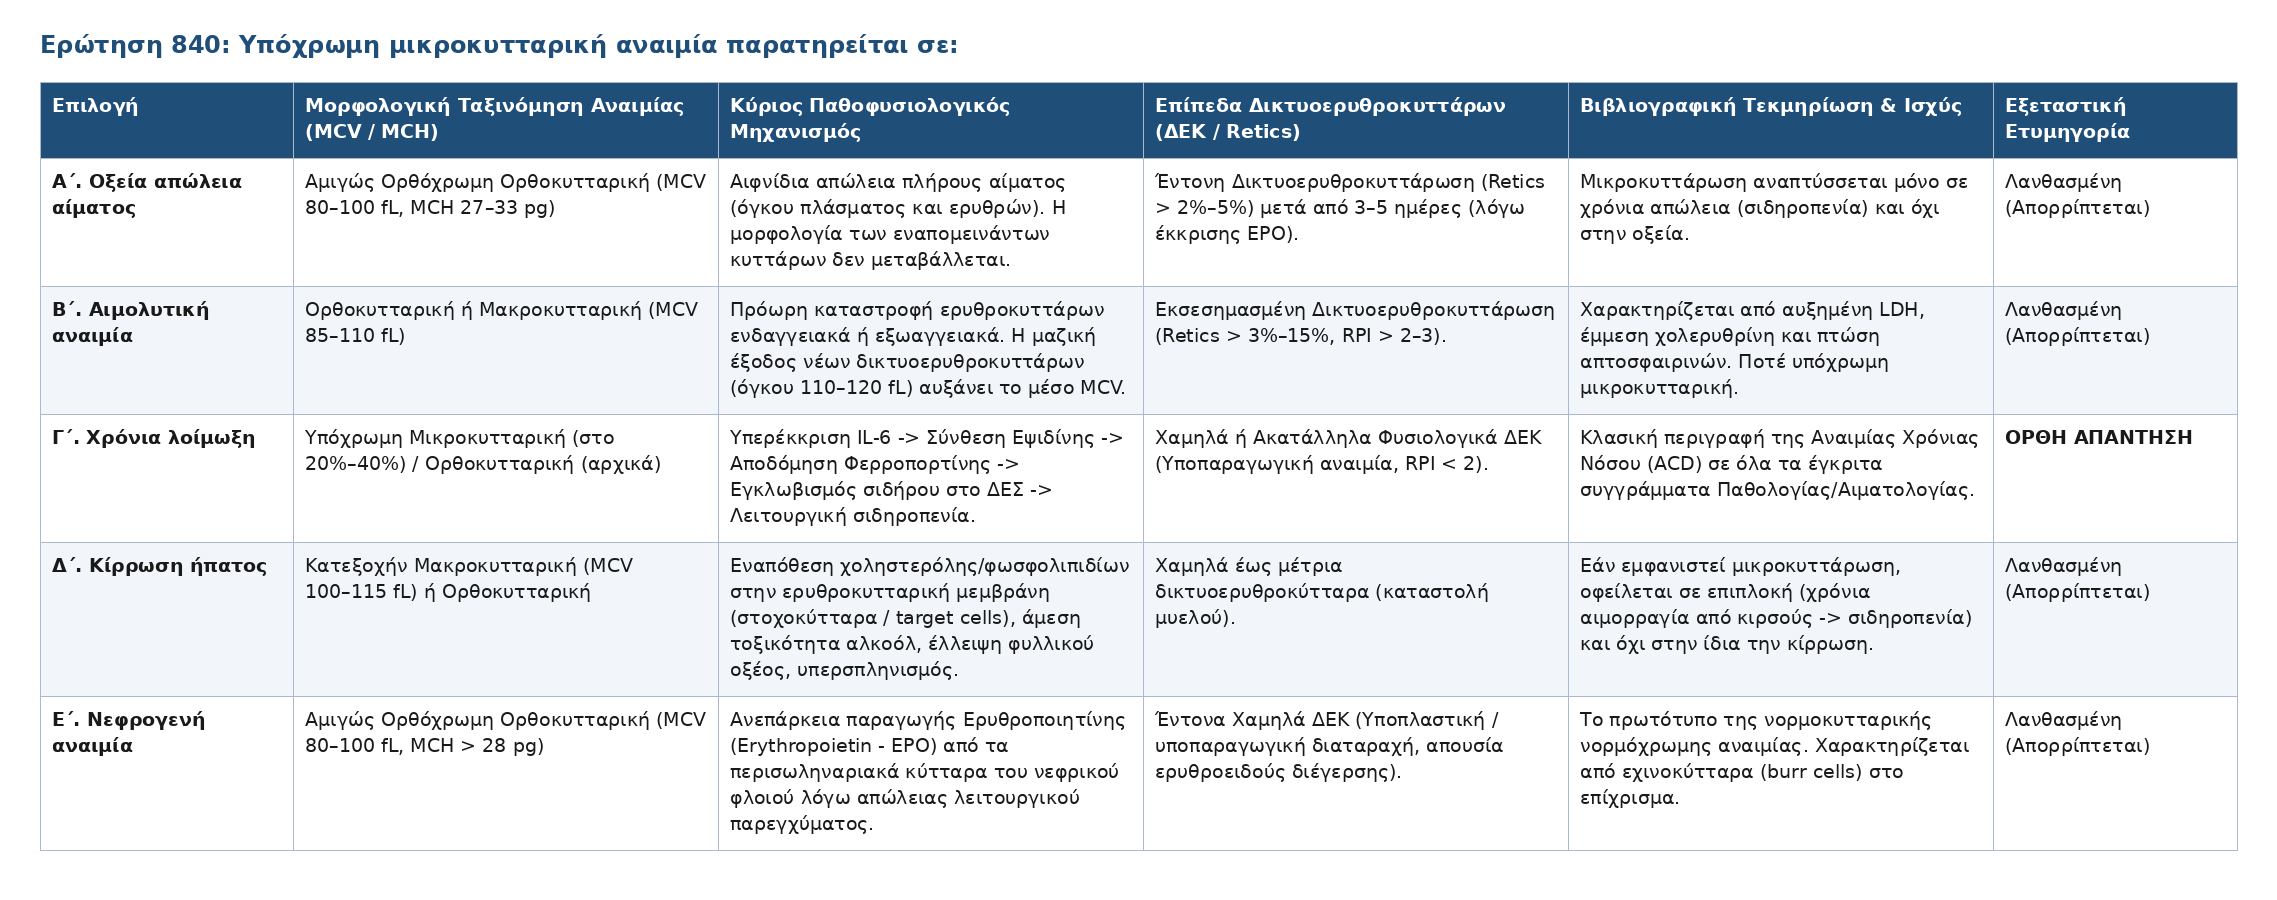 Ερώτηση 840: Υπόχρωμη μικροκυτταρική αναιμία παρατηρείται σε:
Επιλογή
Μορφολογική Ταξινόμηση Αναιμίας
(MCV / MCH)
Κύριος Παθοφυσιολογικός
Μηχανισμός
Επίπεδα Δικτυοερυθροκυττάρων
(ΔΕΚ / Retics)
Βιβλιογραφική Τεκμηρίωση & Ισχύς
Εξεταστική
Ετυμηγορία
Α΄. Οξεία απώλεια
αίματος
Αμιγώς Ορθόχρωμη Ορθοκυτταρική (MCV
80–100 fL, MCH 27–33 pg)
Αιφνίδια απώλεια πλήρους αίματος
(όγκου πλάσματος και ερυθρών). Η
μορφολογία των εναπομεινάντων
κυττάρων δεν μεταβάλλεται.
Έντονη Δικτυοερυθροκυττάρωση (Retics
> 2%–5%) μετά από 3–5 ημέρες (λόγω
έκκρισης EPO).
Μικροκυττάρωση αναπτύσσεται μόνο σε
χρόνια απώλεια (σιδηροπενία) και όχι
στην οξεία.
Λανθασμένη
(Απορρίπτεται)
Β΄. Αιμολυτική
αναιμία
Ορθοκυτταρική ή Μακροκυτταρική (MCV
85–110 fL)
Πρόωρη καταστροφή ερυθροκυττάρων
ενδαγγειακά ή εξωαγγειακά. Η μαζική
έξοδος νέων δικτυοερυθροκυττάρων
(όγκου 110–120 fL) αυξάνει το μέσο MCV.
Εκσεσημασμένη Δικτυοερυθροκυττάρωση
(Retics > 3%–15%, RPI > 2–3).
Χαρακτηρίζεται από αυξημένη LDH,
έμμεση χολερυθρίνη και πτώση
απτοσφαιρινών. Ποτέ υπόχρωμη
μικροκυτταρική.
Λανθασμένη
(Απορρίπτεται)
Γ΄. Χρόνια λοίμωξη
Υπόχρωμη Μικροκυτταρική (στο
20%–40%) / Ορθοκυτταρική (αρχικά)
Υπερέκκριση IL-6 -> Σύνθεση Εψιδίνης ->
Αποδόμηση Φερροπορτίνης ->
Εγκλωβισμός σιδήρου στο ΔΕΣ ->
Λειτουργική σιδηροπενία.
Χαμηλά ή Ακατάλληλα Φυσιολογικά ΔΕΚ
(Υποπαραγωγική αναιμία, RPI < 2).
Κλασική περιγραφή της Αναιμίας Χρόνιας
Νόσου (ACD) σε όλα τα έγκριτα
συγγράμματα Παθολογίας/Αιματολογίας.
ΟΡΘΗ ΑΠΑΝΤΗΣΗ
Δ΄. Κίρρωση ήπατος
Κατεξοχήν Μακροκυτταρική (MCV
100–115 fL) ή Ορθοκυτταρική
Εναπόθεση χοληστερόλης/φωσφολιπιδίων
στην ερυθροκυτταρική μεμβράνη
(στοχοκύτταρα / target cells), άμεση
τοξικότητα αλκοόλ, έλλειψη φυλλικού
οξέος, υπερσπληνισμός.
Χαμηλά έως μέτρια
δικτυοερυθροκύτταρα (καταστολή
μυελού).
Εάν εμφανιστεί μικροκυττάρωση,
οφείλεται σε επιπλοκή (χρόνια
αιμορραγία από κιρσούς -> σιδηροπενία)
και όχι στην ίδια την κίρρωση.
Λανθασμένη
(Απορρίπτεται)
Ε΄. Νεφρογενή
αναιμία
Αμιγώς Ορθόχρωμη Ορθοκυτταρική (MCV
80–100 fL, MCH > 28 pg)
Ανεπάρκεια παραγωγής Ερυθροποιητίνης
(Erythropoietin - EPO) από τα
περισωληναριακά κύτταρα του νεφρικού
φλοιού λόγω απώλειας λειτουργικού
παρεγχύματος.
Έντονα Χαμηλά ΔΕΚ (Υποπλαστική /
υποπαραγωγική διαταραχή, απουσία
ερυθροειδούς διέγερσης).
Το πρωτότυπο της νορμοκυτταρικής
νορμόχρωμης αναιμίας. Χαρακτηρίζεται
από εχινοκύτταρα (burr cells) στο
επίχρισμα.
Λανθασμένη
(Απορρίπτεται)